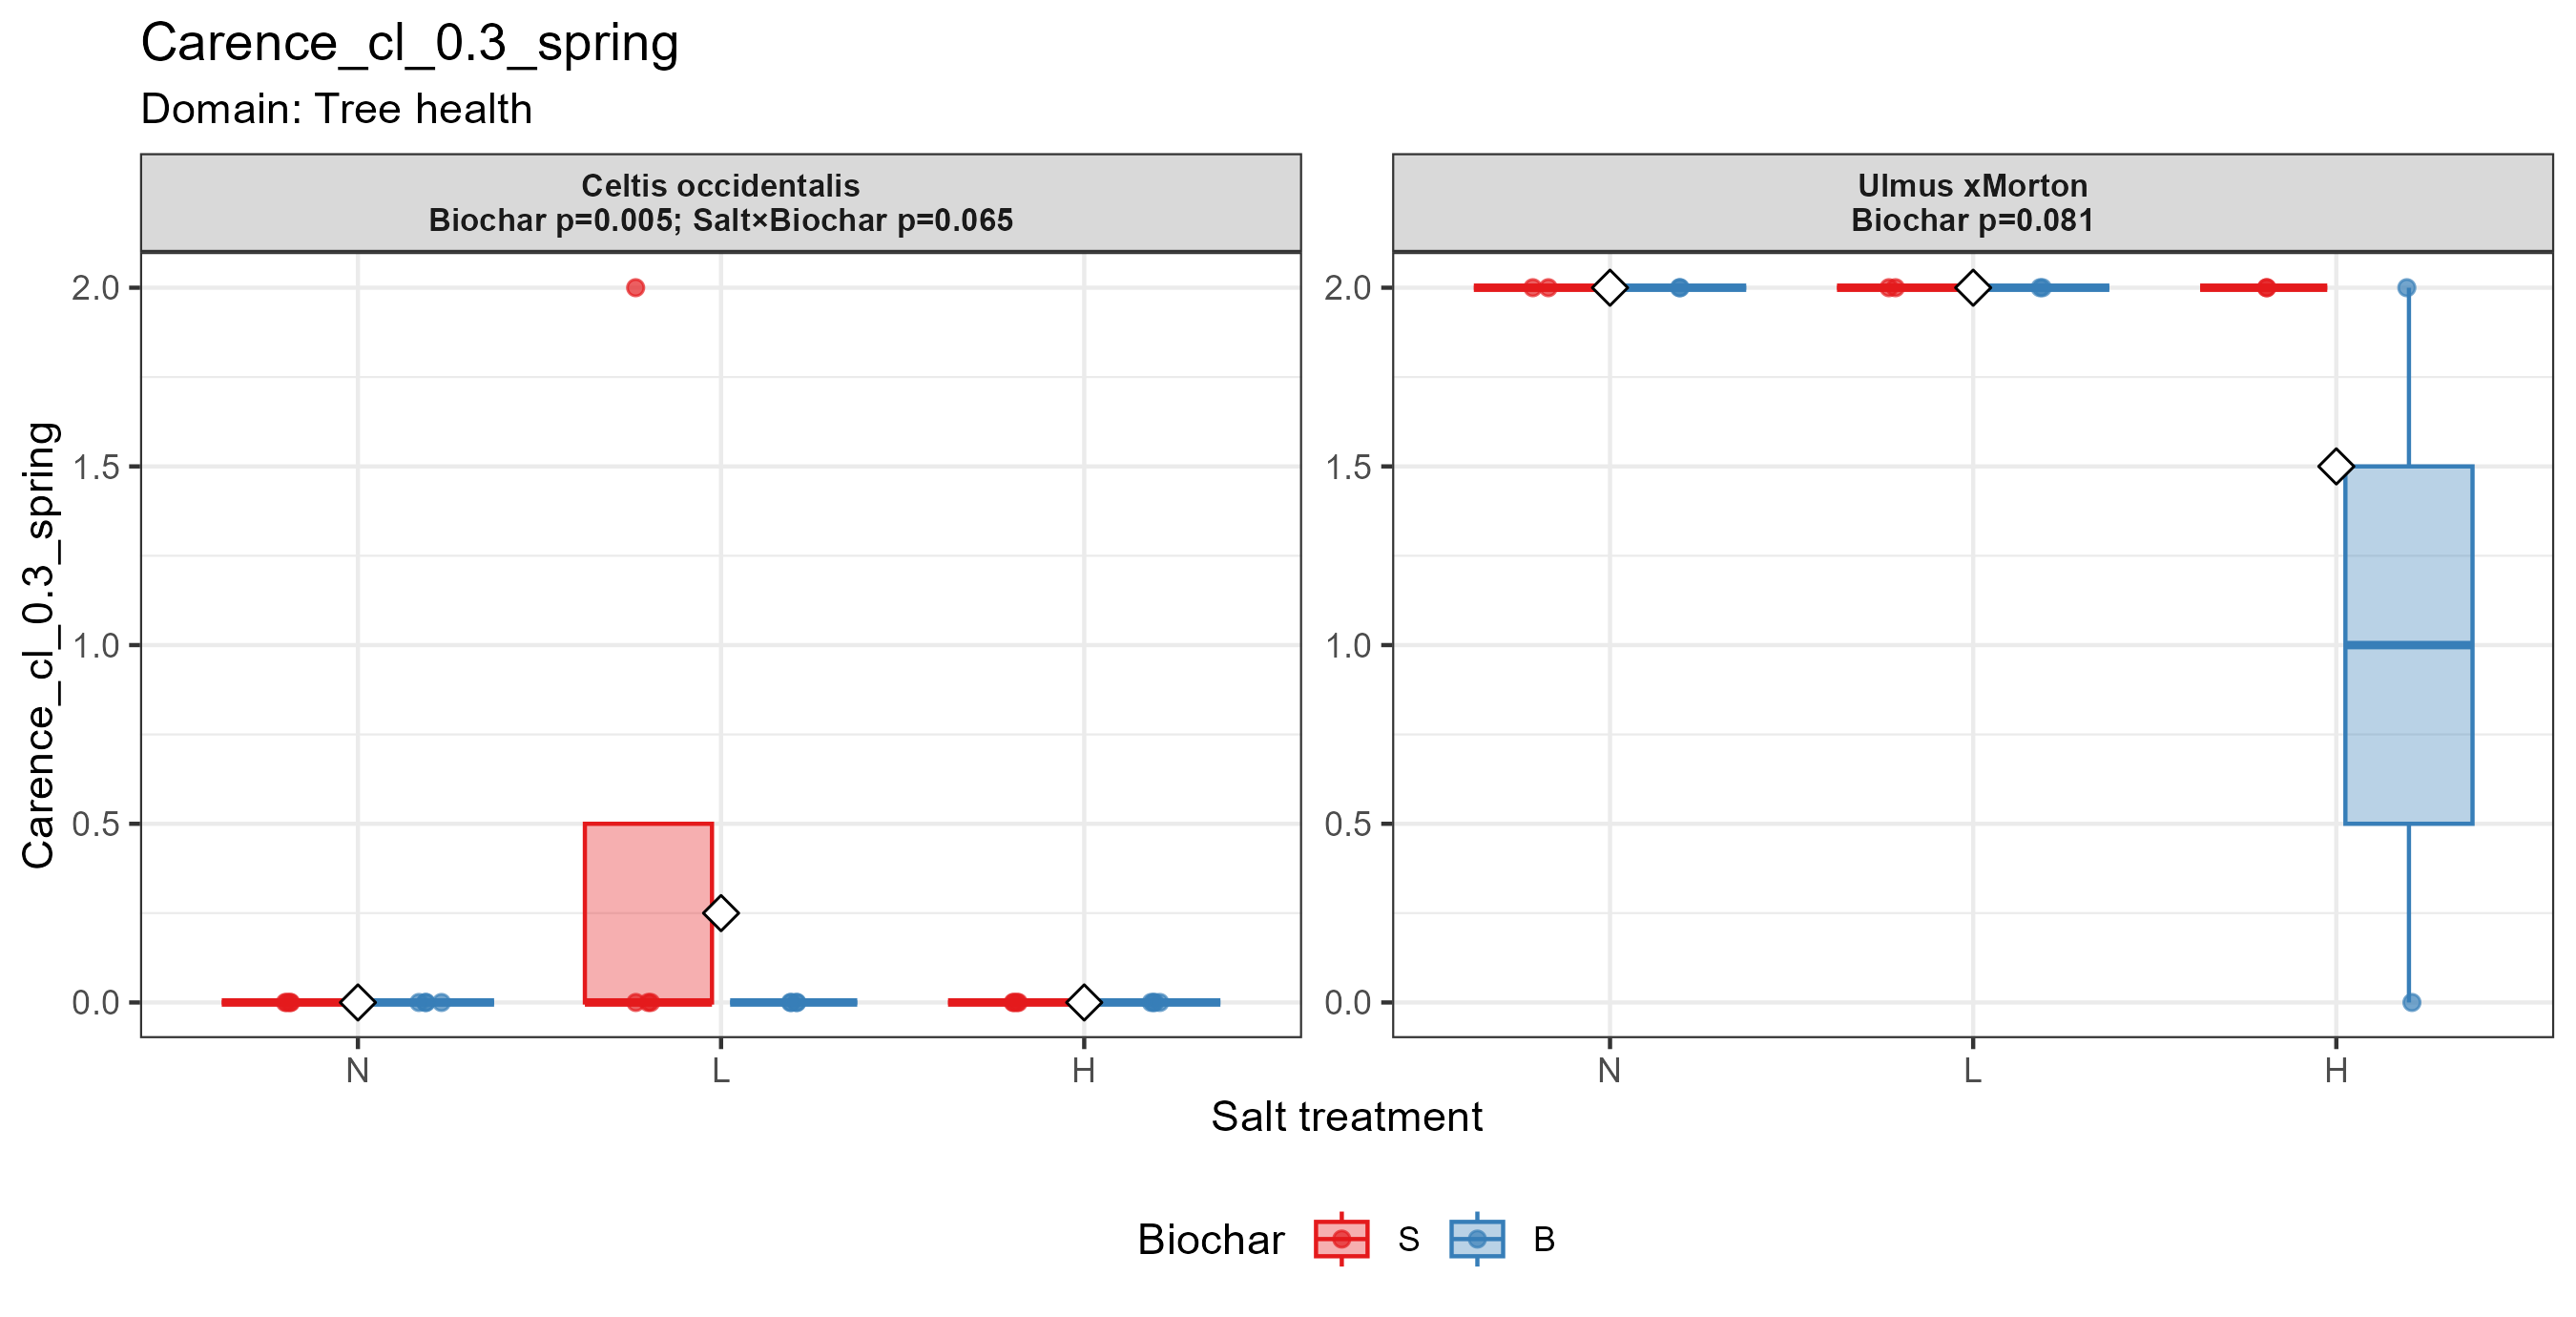 Carence_cl_0.3_spring
Domain: Tree health
Celtis occidentalis
Biochar p=0.005; Salt×Biochar p=0.065
Ulmus xMorton
Biochar p=0.081
Carence_cl_0.3_spring
2.0
1.5
1.0
0.5
0.0
2.0
1.5
1.0
0.5
0.0
N
L
H
N
L
H
Salt treatment
Biochar
S
B